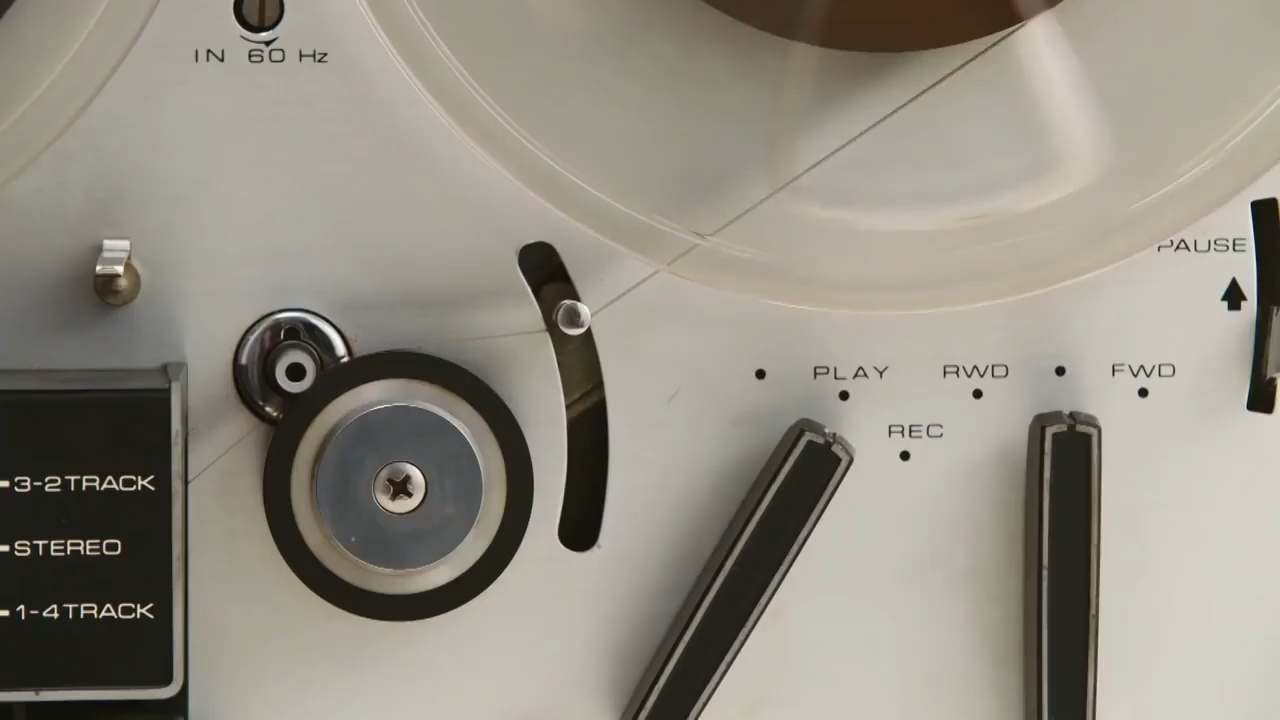 IN 60 Hz
PAUSE
PLAY
RWD
FWD
REC
3-2TRACK
STEREO
1-4TRACK